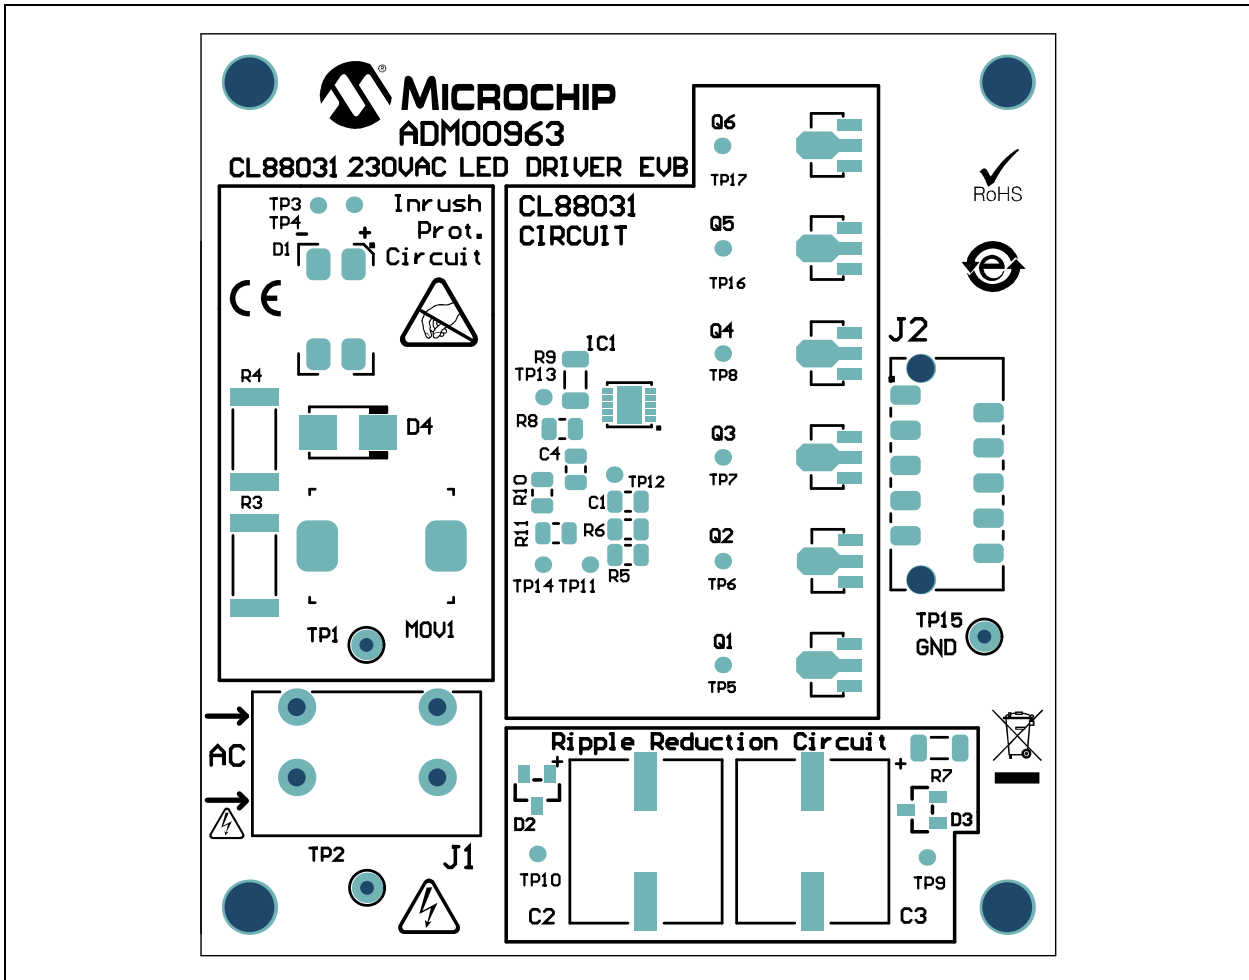 MICROCHIP
®
ADM00963
CL88031 230VAC LED DRIVER EVB
TP3
TP4
- +
D1
Inrush
Prot.
Circuit
CE
R4
D4
R3
TP1
MOV1
CL88031
CIRCUIT
R9
IC1
TP13
R8
C4
R10
TP12
C1
R11
R6
R5
TP14
TP11
Q6
TP17
Q5
TP16
Q4
TP8
Q3
TP7
Q2
TP6
Q1
TP5
RoHS
e
J2
TP15
GND
AC
TP2
J1
Ripple Reduction Circuit
+
D2
TP10
C2
+
R7
D3
TP9
C3